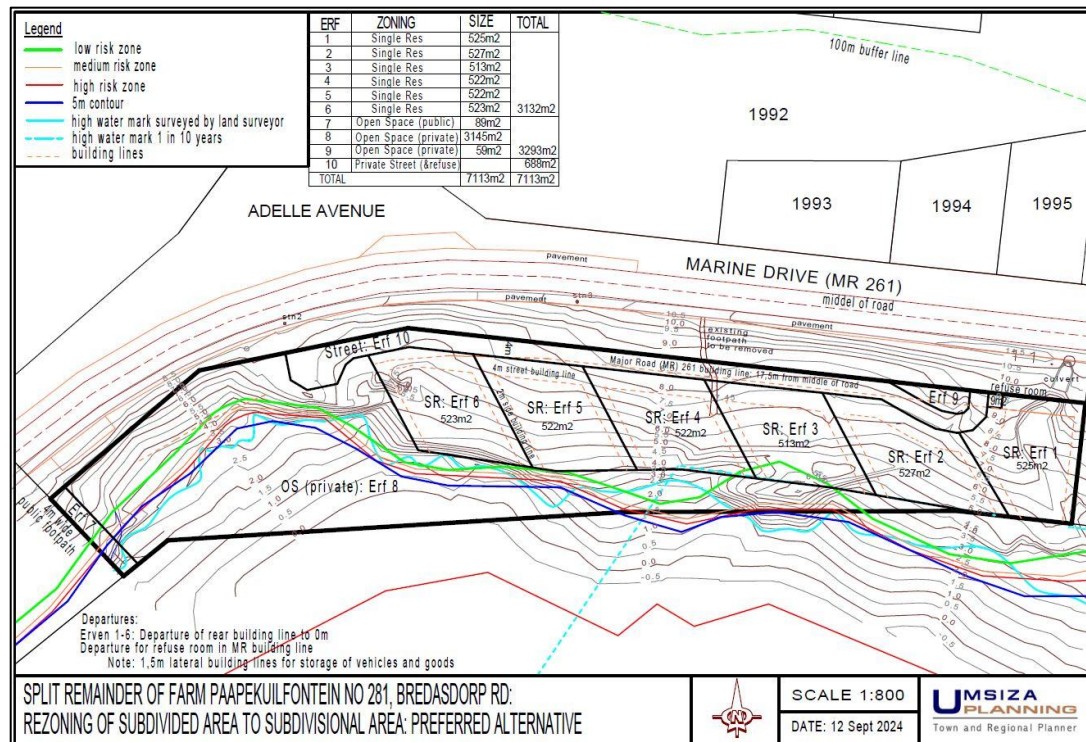 Legend
low risk zone
medium risk zone
high risk zone
5m contour
high water mark surveyed by land surveyor
high water mark 1 in 10 years
building lines
ERF ZONING SIZE TOTAL
1 Single Res 525m2
2 Single Res 527m2
3 Single Res 513m2
4 Single Res 522m2
5 Single Res 522m2
6 Single Res 523m2 3132m2
7 Open Space (public) 89m2
8 Open Space (private) 3145m2
9 Open Space (private) 59m2 3293m2
10 Private Street (&refuse) 688m2
TOTAL 7113m2 7113m2
100m buffer line
1992
1993
1994
1995
ADELLE AVENUE
MARINE DRIVE (MR 261)
middel of road
pavement
pavement
pavement
stn2
stn3
existing
footpath
to be removed
culvert
refuse room
Street: Erf 10
4m
Major Road (MR) 261 building line: 17,5m from middle of road
4m street building line
2m side building line
Erf 9
SR: Erf 6
523m2
SR: Erf 5
522m2
SR: Erf 4
522m2
SR: Erf 3
513m2
SR: Erf 2
527m2
SR: Erf 1
525m2
OS (private): Erf 8
Erf 7
4m wide
public footpath
Departures:
Erven 1-6: Departure of rear building line to 0m
Departure for refuse room in MR building line
Note: 1,5m lateral building lines for storage of vehicles and goods
SPLIT REMAINDER OF FARM PAAPEKUILFONTEIN NO 281, BREDASDORP RD:
REZONING OF SUBDIVIDED AREA TO SUBDIVISIONAL AREA: PREFERRED ALTERNATIVE
N
SCALE 1:800
DATE: 12 Sept 2024
UMSIZA
PLANNING
Town and Regional Planner